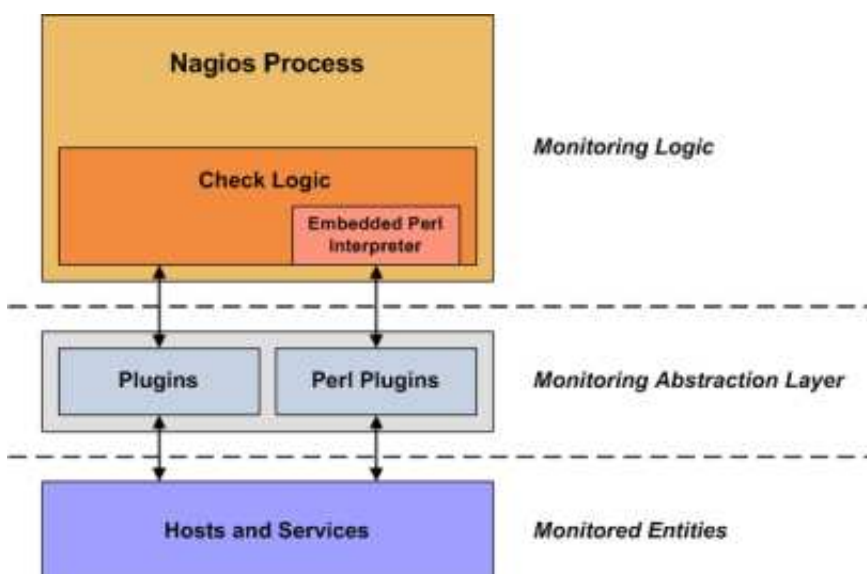 Nagios Process
Monitoring Logic
Check Logic
Embedded Perl
Interpreter
Plugins
Perl Plugins
Monitoring Abstraction Layer
Hosts and Services
Monitored Entities